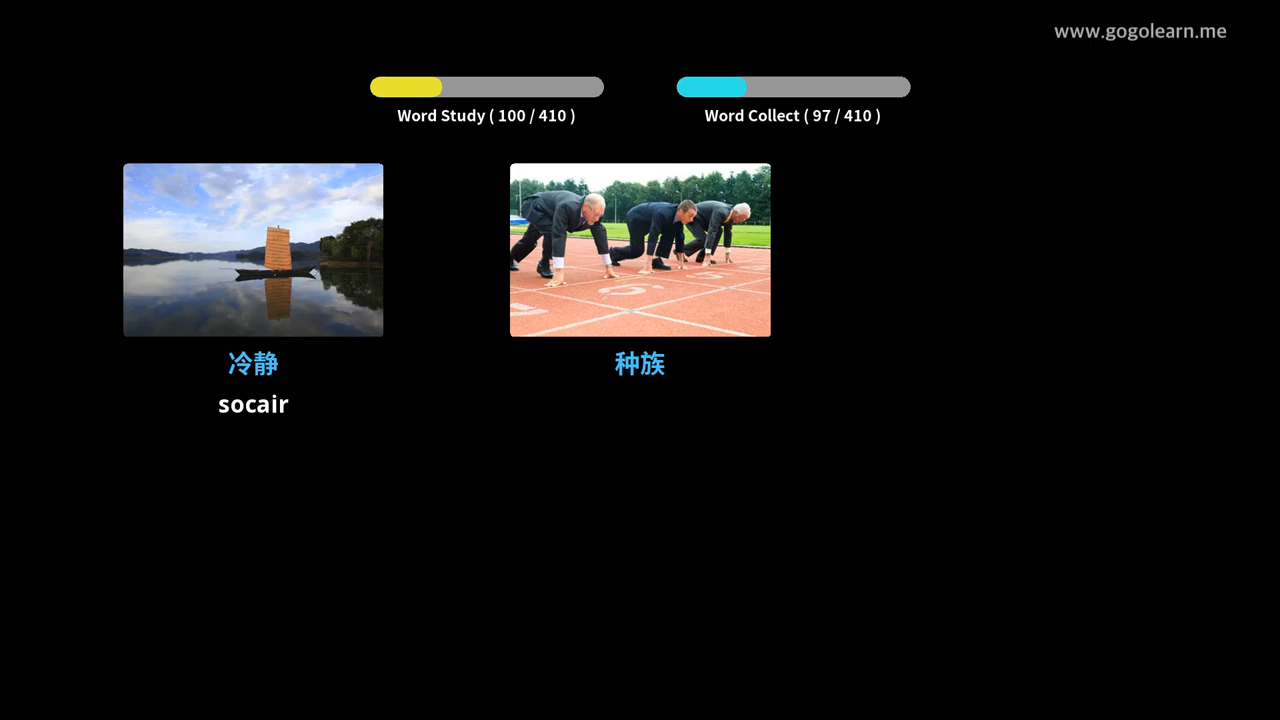 www.gogolearn.me
Word Study ( 100 / 410 )
Word Collect ( 97 / 410 )
冷静
种族
socair